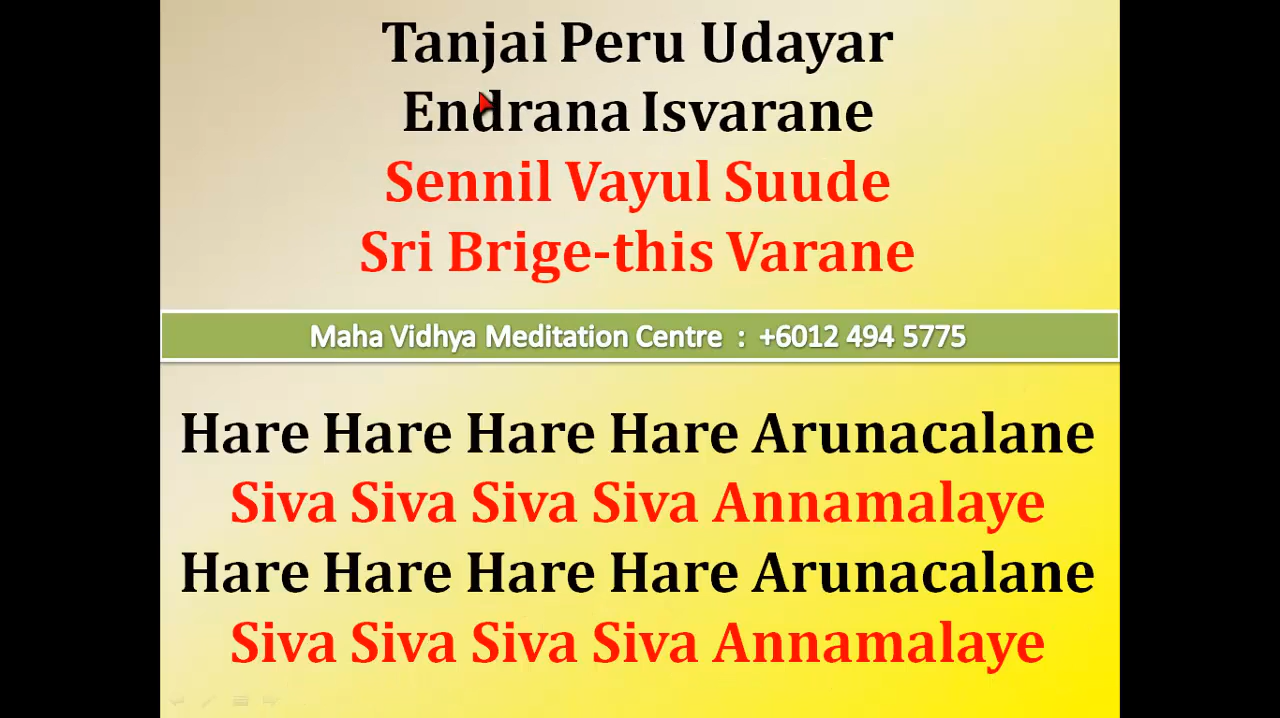 Tanjai Peru Udayar
Endrana Isvarane
Sennil Vayul Suude
Sri Brige-this Varane
Maha Vidhya Meditation Centre : +6012 494 5775
Hare Hare Hare Hare Arunacalane
Siva Siva Siva Siva Annamalaye
Hare Hare Hare Hare Arunacalane
Siva Siva Siva Siva Annamalaye